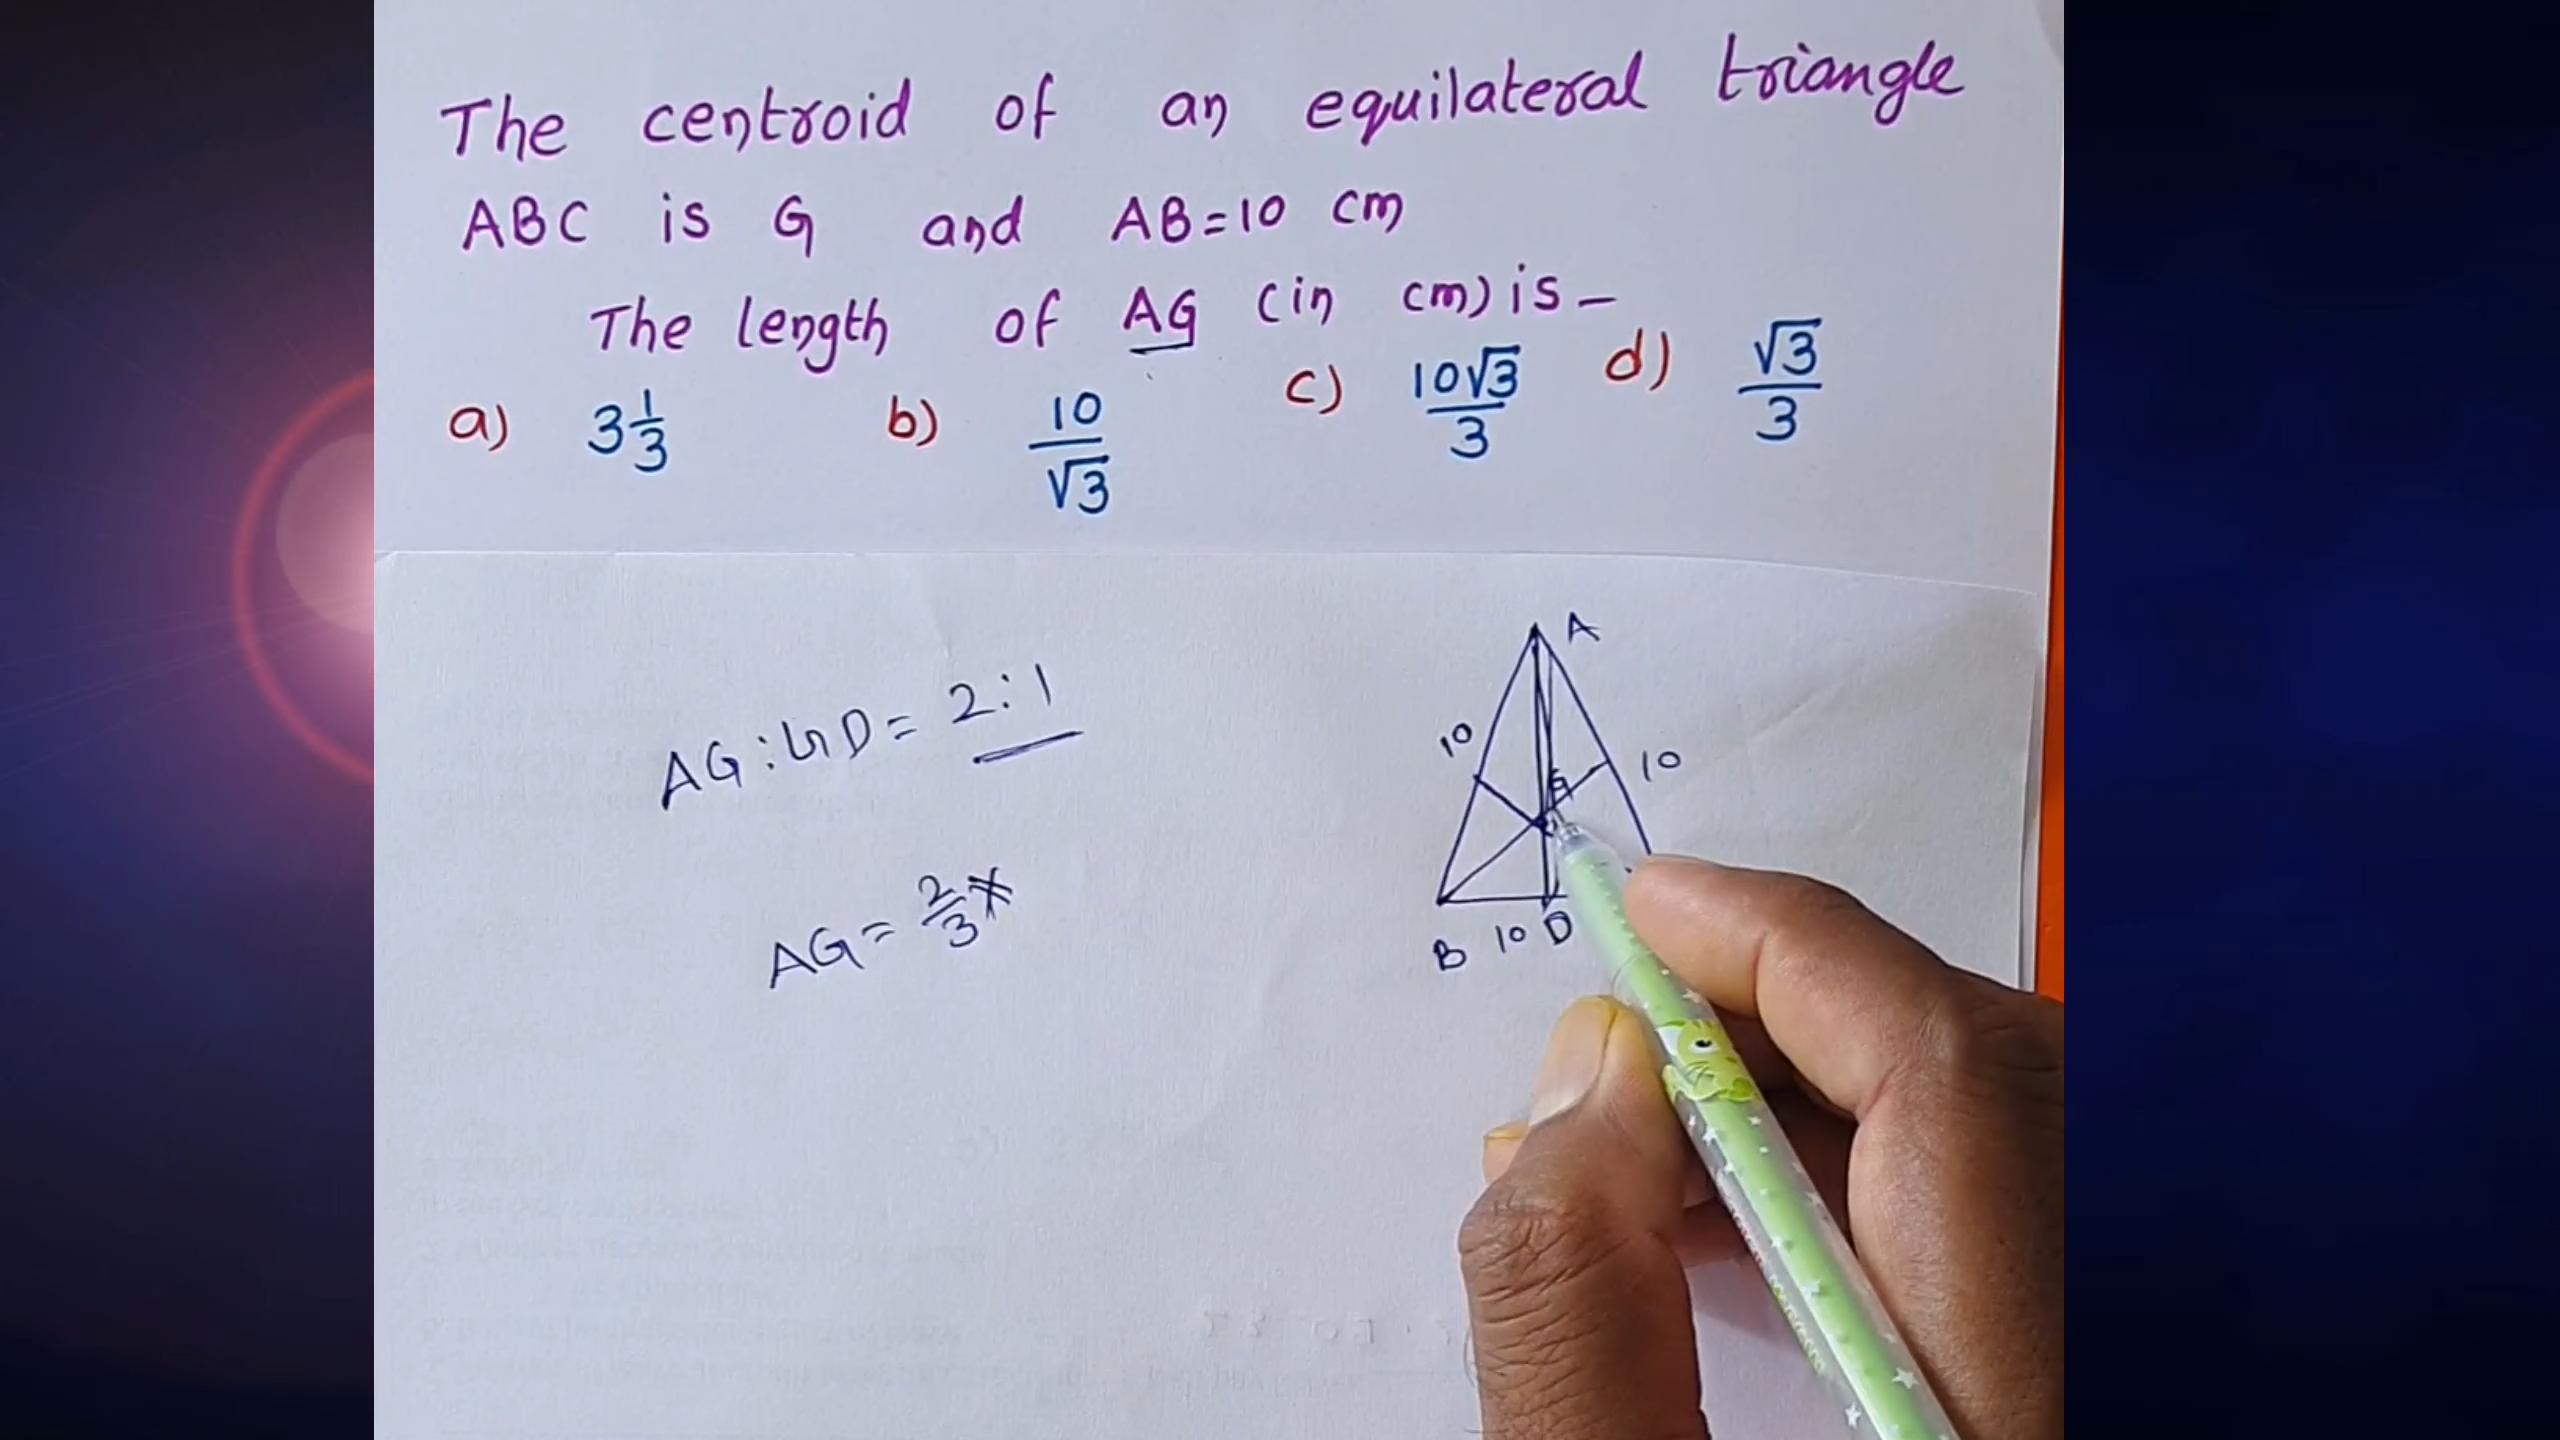 The centroid of an equilateral triangle
ABC is G and AB=10 cm
The length of AG (in cm) is –
a) 3 1/3 b) 10/√3 c) 10√3/3 d) √3/3
A
AG:GD= 2:1
10
10
G
AG= 2/3 ×
B 10 D